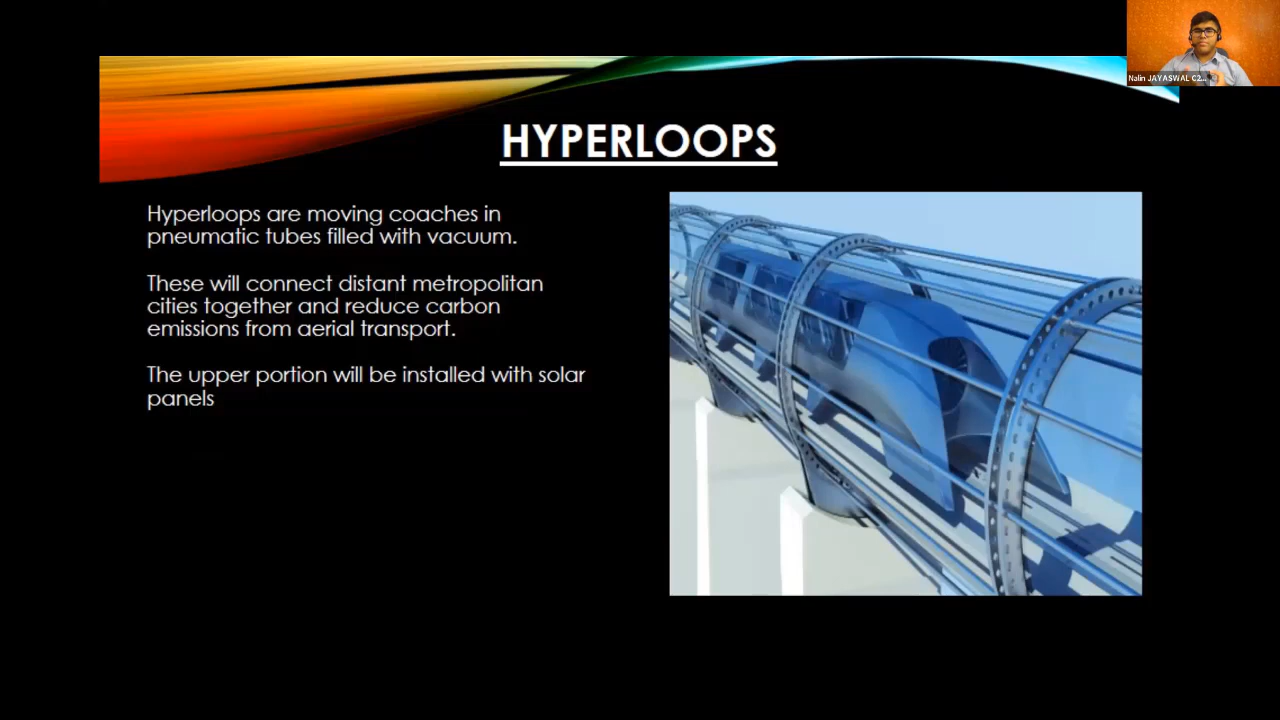 Nalin JAYASWAL C2...
HYPERLOOPS
Hyperloops are moving coaches in
pneumatic tubes filled with vacuum.
These will connect distant metropolitan
cities together and reduce carbon
emissions from aerial transport.
The upper portion will be installed with solar
panels